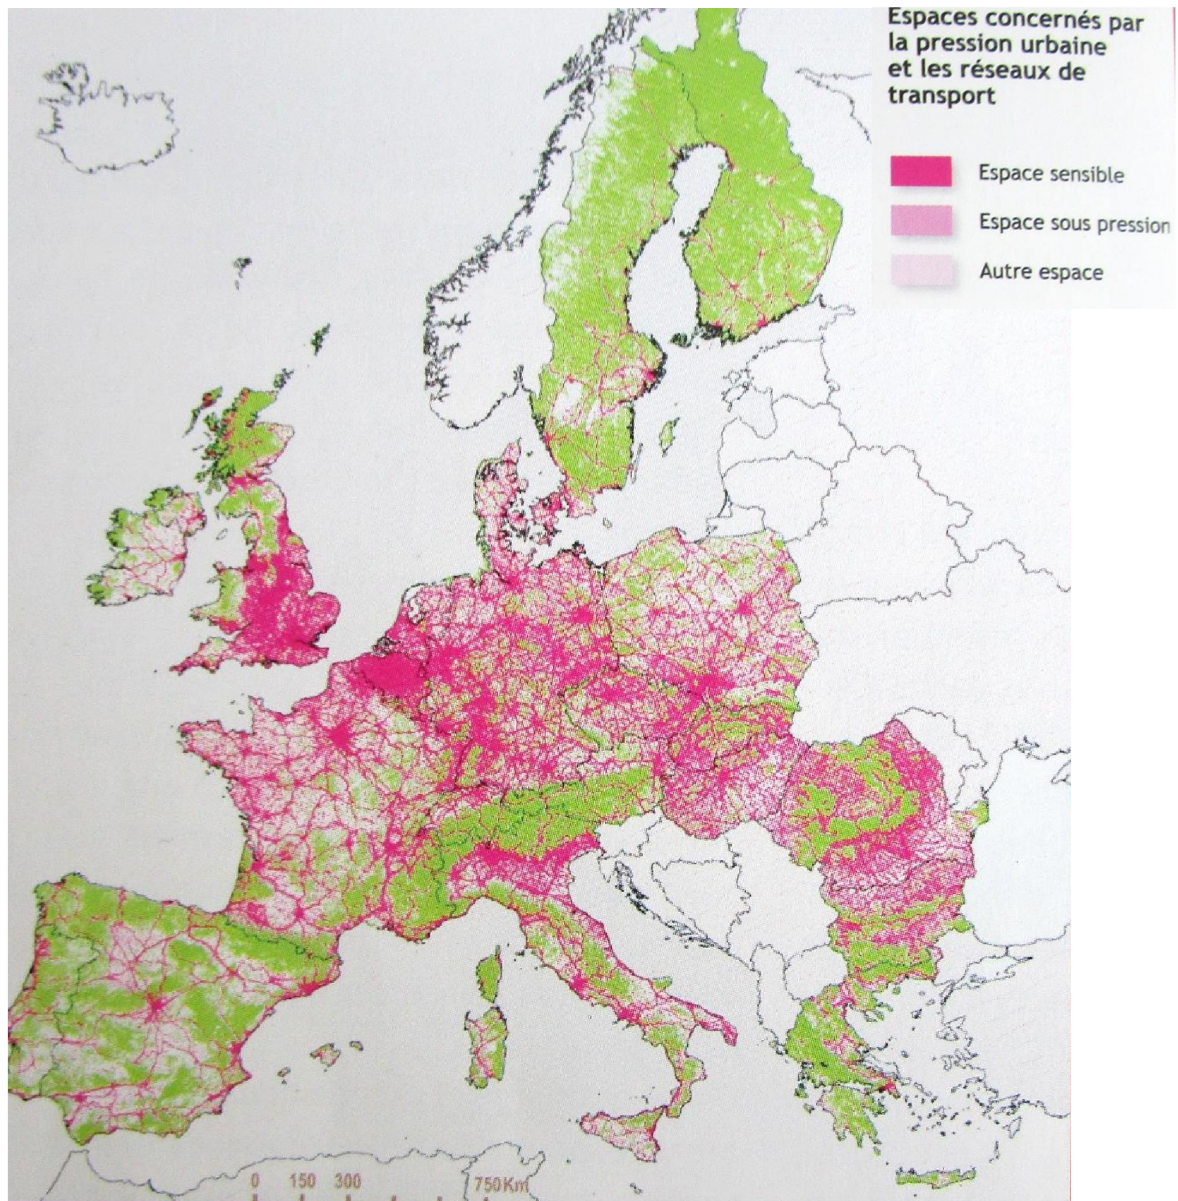 Espaces concernés par
la pression urbaine
et les réseaux de
transport
Espace sensible
Espace sous pression
Autre espace
0 150 300 750Km